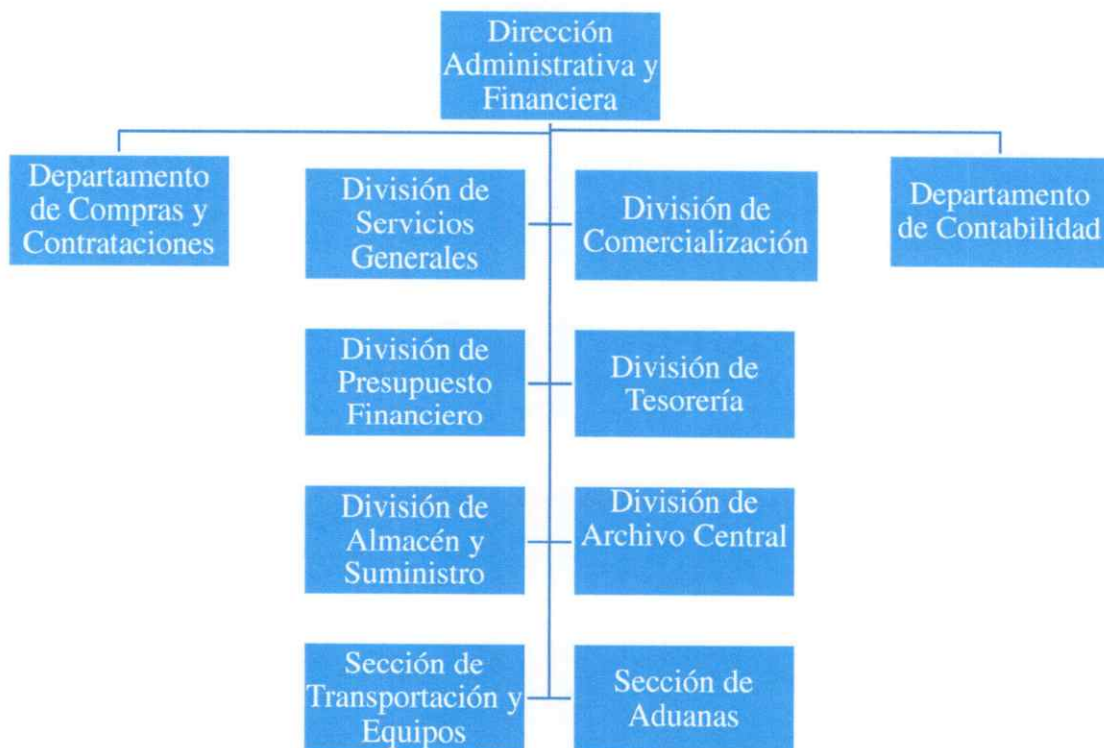 Dirección
Administrativa y
Financiera
Departamento
de Compras y
Contrataciones
División de
Servicios
Generales
División de
Comercialización
Departamento
de Contabilidad
División de
Presupuesto
Financiero
División de
Tesorería
División de
Almacén y
Suministro
División de
Archivo Central
Sección de
Transportación y
Equipos
Sección de
Aduanas